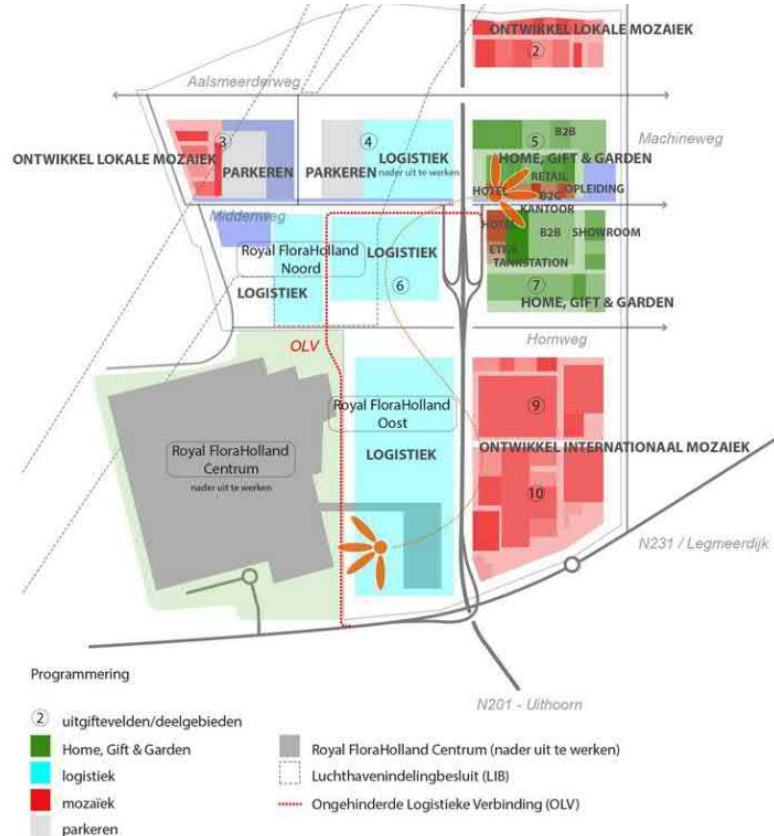 ONTWIKKEL LOKALE MOZAIEK
2
Aalsmeerderweg
3
ONTWIKKEL LOKALE MOZAIEK
PARKEREN
4
PARKEREN
LOGISTIEK
nader uit te werken
5
B2B
HOME, GIFT & GARDEN
RETAIL
HOTEL
B2C
OPLEIDING
KANTOOR
Machineweg
Middenweg
Royal FloraHolland
Noord
LOGISTIEK
LOGISTIEK
6
HOTEL
B2B
SHOWROOM
ETEN
TANKSTATION
7
HOME, GIFT & GARDEN
OLV
Hornweg
Royal FloraHolland
Oost
9
Royal FloraHolland
Centrum
nader uit te werken
LOGISTIEK
ONTWIKKEL INTERNATIONAAL MOZAIEK
10
N231 / Legmeerdijk
N201 - Uithoorn
Programmering
2 uitgiftevelden/deelgebieden
Home, Gift & Garden
logistiek
mozaïek
parkeren
Royal FloraHolland Centrum (nader uit te werken)
Luchthavenindelingbesluit (LIB)
Ongehinderde Logistieke Verbinding (OLV)